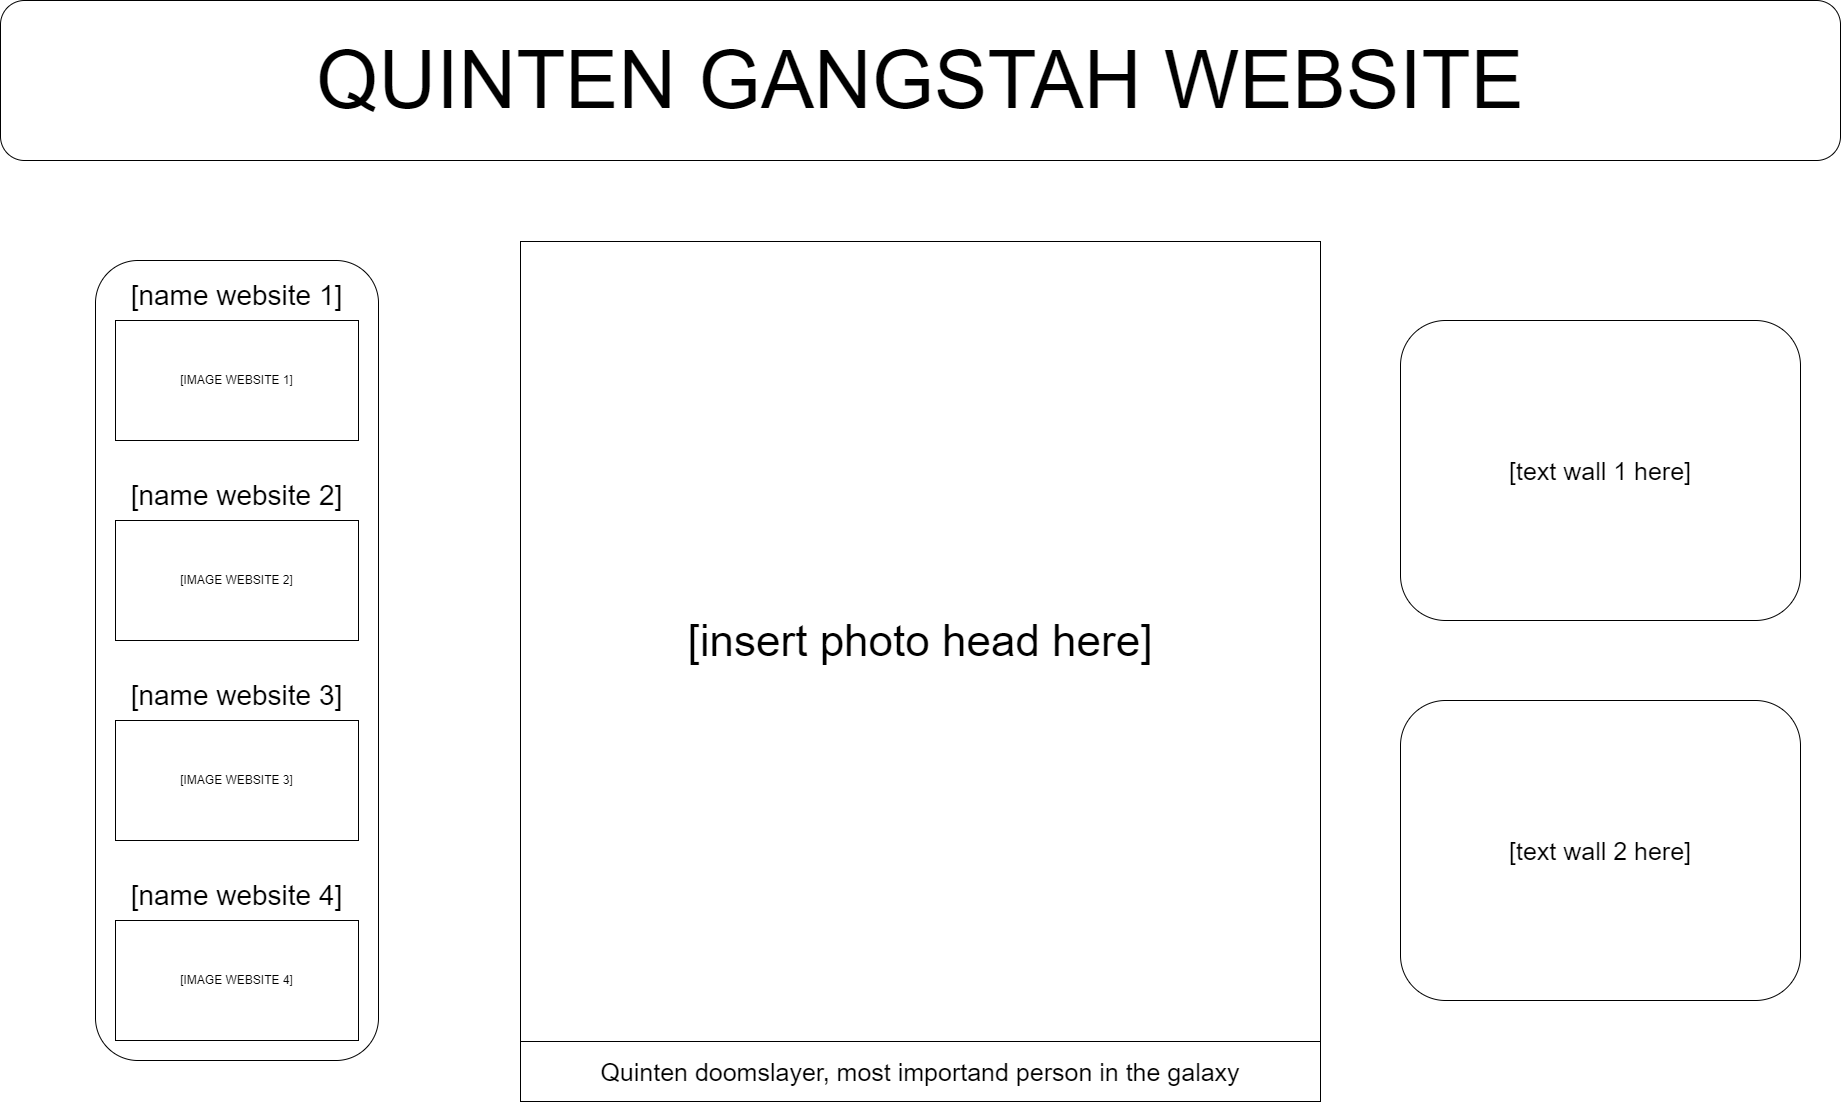 QUINTEN GANGSTAH WEBSITE
[name website 1]
[IMAGE WEBSITE 1]
[name website 2]
[IMAGE WEBSITE 2]
[name website 3]
[IMAGE WEBSITE 3]
[name website 4]
[IMAGE WEBSITE 4]
[insert photo head here]
Quinten doomslayer, most importand person in the galaxy
[text wall 1 here]
[text wall 2 here]